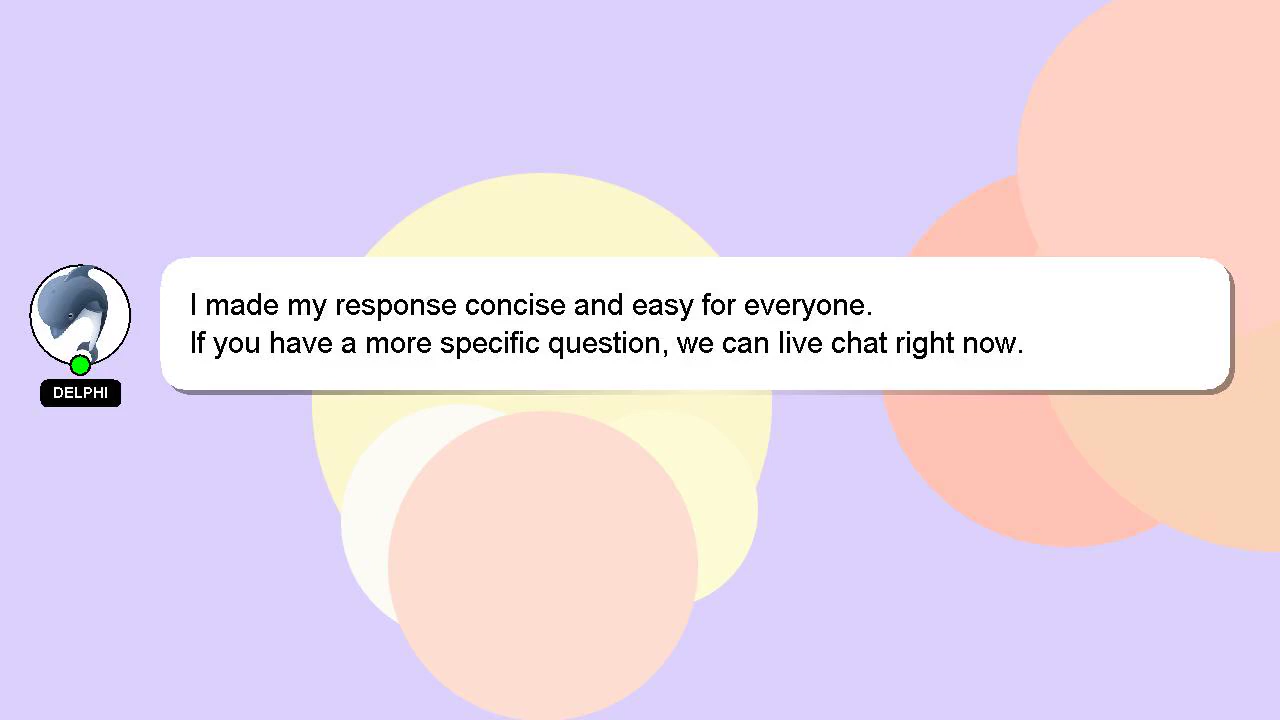 I made my response concise and easy for everyone.
If you have a more specific question, we can live chat right now.
DELPHI